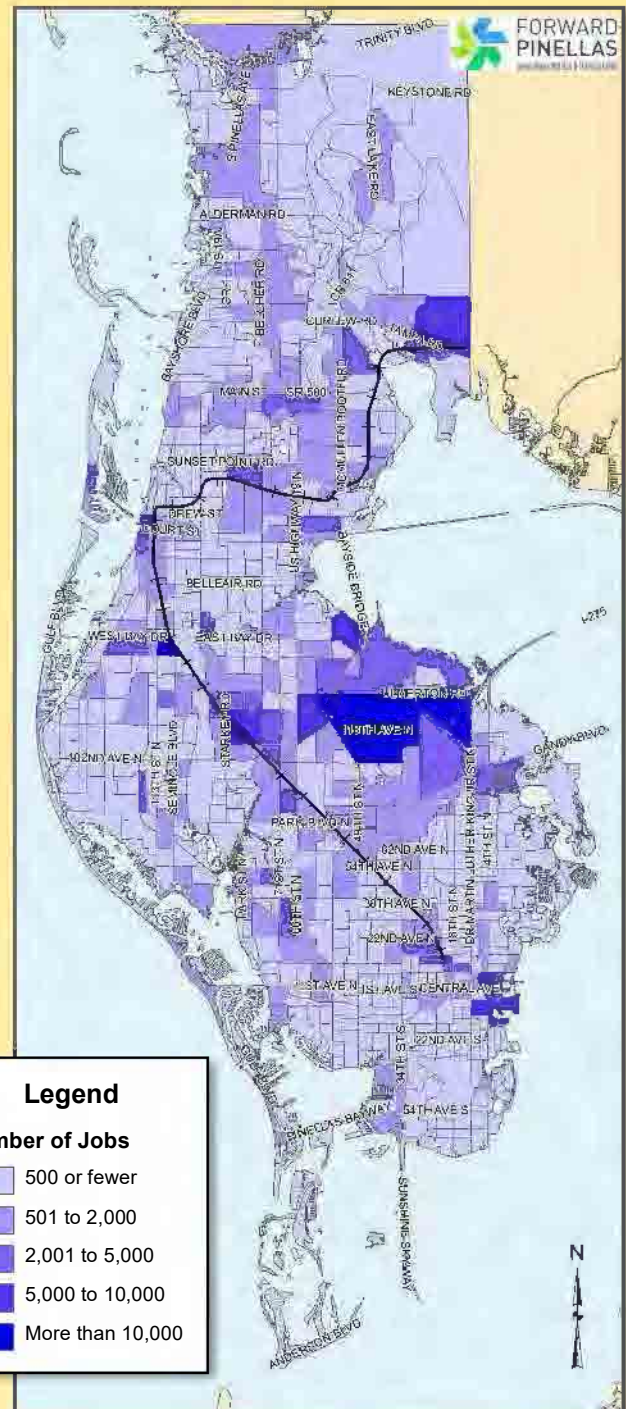 FORWARD
PINELLAS
TRINITY BLVD
KEYSTONE RD
S PINELLAS AVE
EAST LAKE RD
ALDERMAN RD
BELCHER RD
CURLEW RD
TAMPA RD
BAYSHORE BLVD
MAIN ST
SR 580
MCMULLEN BOOTH RD
SUNSET POINT RD
DREW ST
COURT ST
US HIGHWAY 19 N
BAYSIDE BRIDGE
BELLEAIR RD
I-275
GULF BLVD
WEST BAY DR
EAST BAY DR
ULMERTON RD
STARKEY RD
118TH AVE N
GANDY BLVD
102ND AVE N
113TH ST N
SEMINOLE BLVD
49TH ST N
DR MARTIN LUTHER KING JR ST N
4TH ST N
PARK BLVD N
62ND AVE N
54TH AVE N
PARK ST N
66TH ST N
38TH AVE N
16TH ST N
22ND AVE N
1ST AVE N
1ST AVE S
CENTRAL AVE
22ND AVE S
34TH ST S
PINELLAS BAYWAY
54TH AVE S
SUNSHINE SKYWAY
ANDERSON BLVD
N
Legend
mber of Jobs
500 or fewer
501 to 2,000
2,001 to 5,000
5,000 to 10,000
More than 10,000